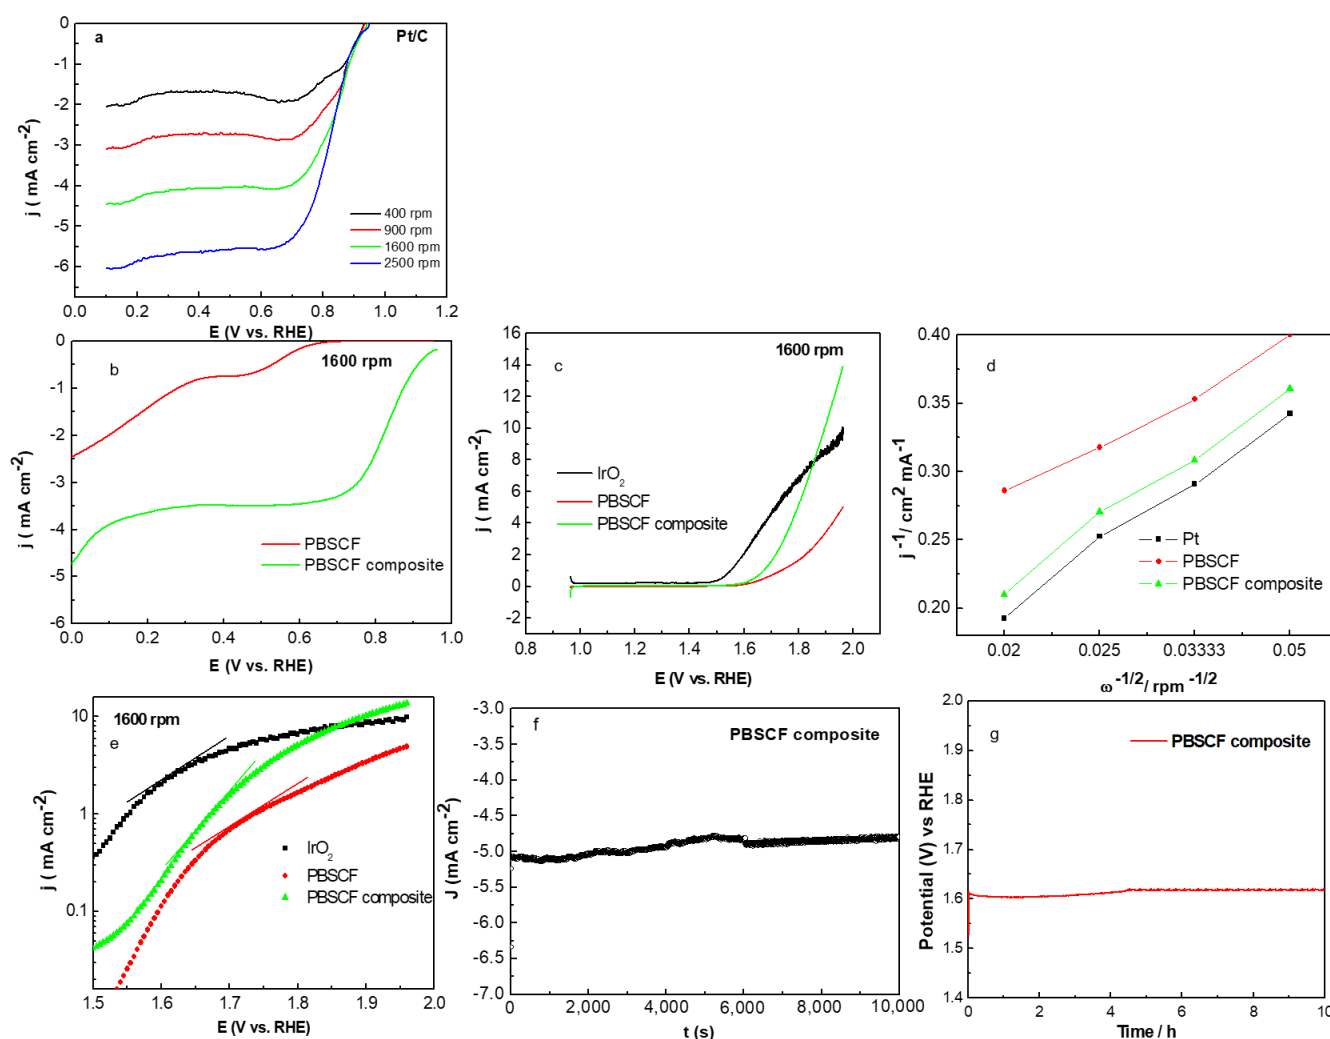 a
Pt/C
0
-1
-2
-3
-4
-5
-6
j ( mA cm-2)
400 rpm
900 rpm
1600 rpm
2500 rpm
0.0 0.2 0.4 0.6 0.8 1.0 1.2
E (V vs. RHE)
b
1600 rpm
0
-1
-2
-3
-4
-5
-6
j ( mA cm-2)
PBSCF
PBSCF composite
0.0 0.2 0.4 0.6 0.8 1.0
E (V vs. RHE)
c
1600 rpm
16
14
12
10
8
6
4
2
0
-2
j ( mA cm-2)
IrO2
PBSCF
PBSCF composite
0.8 1.0 1.2 1.4 1.6 1.8 2.0
E (V vs. RHE)
d
0.40
0.35
0.30
0.25
0.20
j-1/ cm2 mA-1
Pt
PBSCF
PBSCF composite
0.02 0.025 0.03333 0.05
ω-1/2/ rpm-1/2
1600 rpm
e
10
1
0.1
j ( mA cm-2)
IrO2
PBSCF
PBSCF composite
1.5 1.6 1.7 1.8 1.9 2.0
E (V vs. RHE)
f
PBSCF composite
-3.0
-3.5
-4.0
-4.5
-5.0
-5.5
-6.0
-6.5
-7.0
J (mA cm-2)
0 2,000 4,000 6,000 8,000 10,000
t (s)
g
PBSCF composite
2.0
1.9
1.8
1.7
1.6
1.5
1.4
Potential (V) vs RHE
0 2 4 6 8 10
Time / h